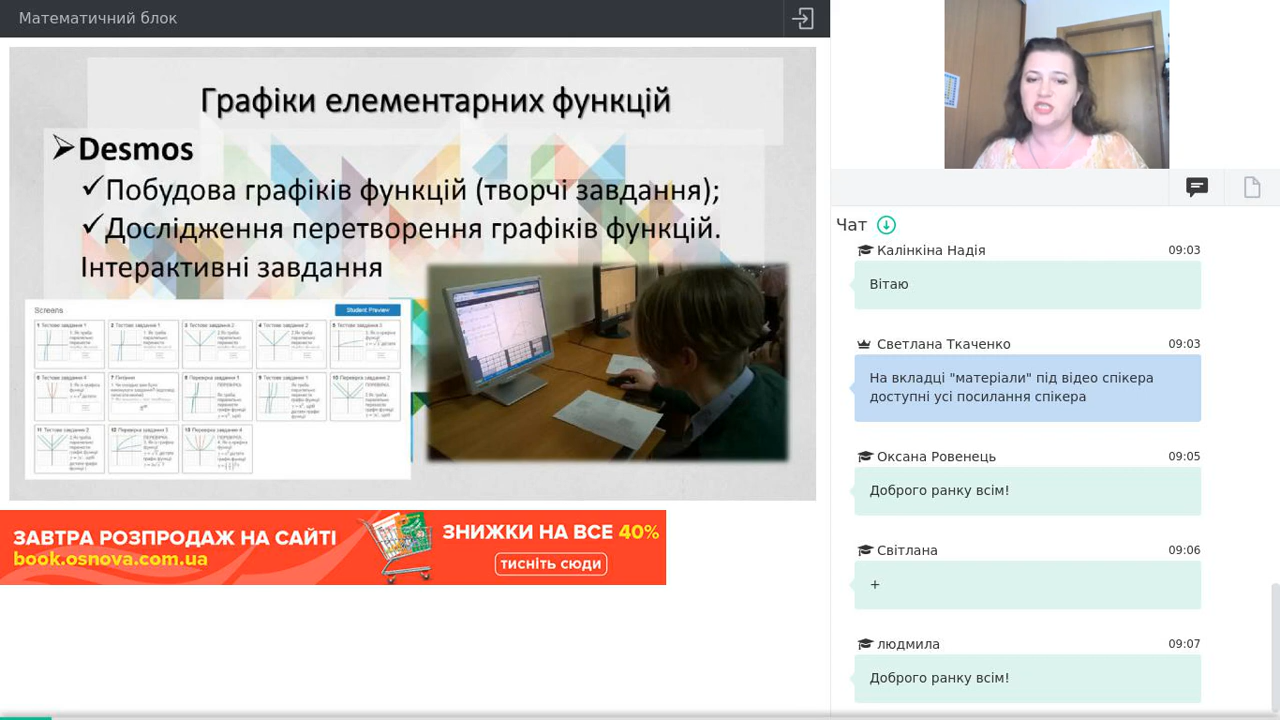 Математичний блок
Графіки елементарних функцій
Desmos
Побудова графіків функцій (творчі завдання);
Дослідження перетворення графіків функцій.
Інтерактивні завдання
Screens
Student Preview
ЗАВТРА РОЗПРОДАЖ НА САЙТІ
book.osnova.com.ua
ЗНИЖКИ НА ВСЕ 40%
тисніть сюди
Чат
Калінкіна Надія 09:03
Вітаю
Светлана Ткаченко 09:03
На вкладці "матеріали" під відео спікера
доступні усі посилання спікера
Оксана Ровенець 09:05
Доброго ранку всім!
Світлана 09:06
+
людмила 09:07
Доброго ранку всім!